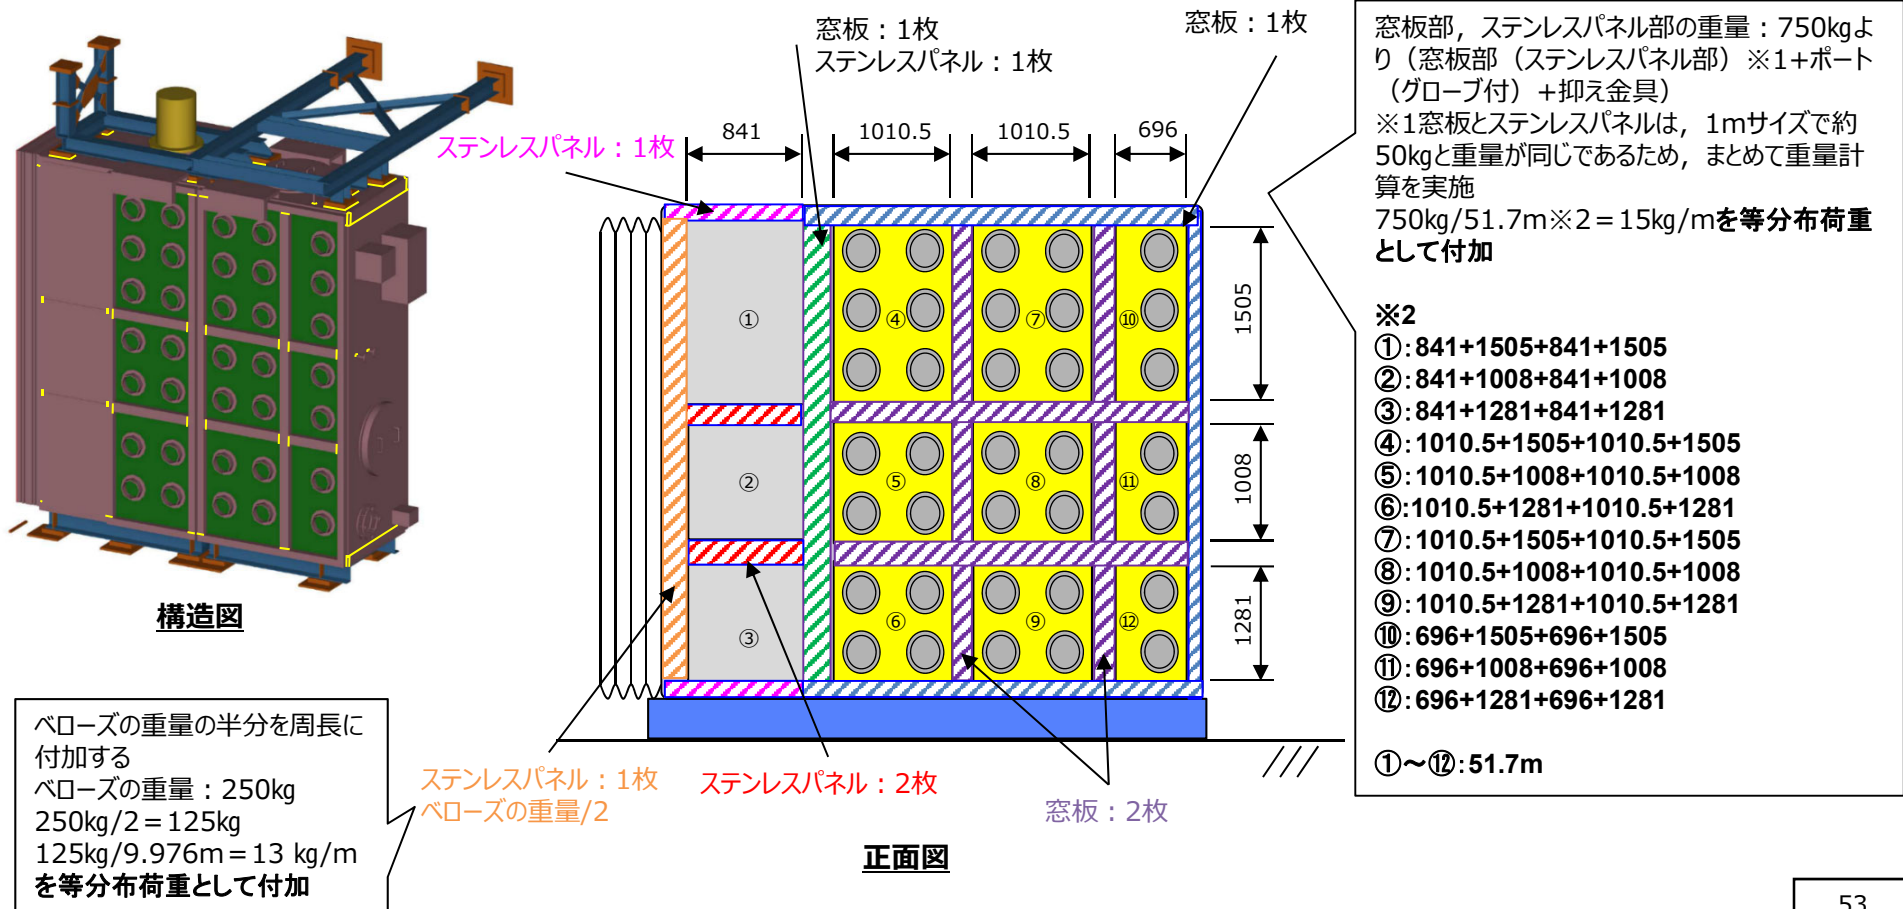 窓板：1枚
ステンレスパネル：1枚
窓板：1枚
ステンレスパネル：1枚
841
1010.5
1010.5
696
①
④
⑦
⑩
1505
②
⑤
⑧
⑪
1008
③
⑥
⑨
⑫
1281
構造図
ベローズの重量の半分を周長に
付加する
ベローズの重量：250kg
250kg/2＝125kg
125kg/9.976m＝13 kg/m
を等分布荷重として付加
ステンレスパネル：1枚
ベローズの重量/2
ステンレスパネル：2枚
窓板：2枚
正面図
窓板部，ステンレスパネル部の重量：750kgよ
り（窓板部（ステンレスパネル部）※1+ポート
（グローブ付）+抑え金具）
※1窓板とステンレスパネルは，1mサイズで約
50kgと重量が同じであるため，まとめて重量計
算を実施
750kg/51.7m※2＝15kg/mを等分布荷重
として付加
※2
①：841+1505+841+1505
②：841+1008+841+1008
③：841+1281+841+1281
④：1010.5+1505+1010.5+1505
⑤：1010.5+1008+1010.5+1008
⑥：1010.5+1281+1010.5+1281
⑦：1010.5+1505+1010.5+1505
⑧：1010.5+1008+1010.5+1008
⑨：1010.5+1281+1010.5+1281
⑩：696+1505+696+1505
⑪：696+1008+696+1008
⑫：696+1281+696+1281
①～⑫：51.7m
53